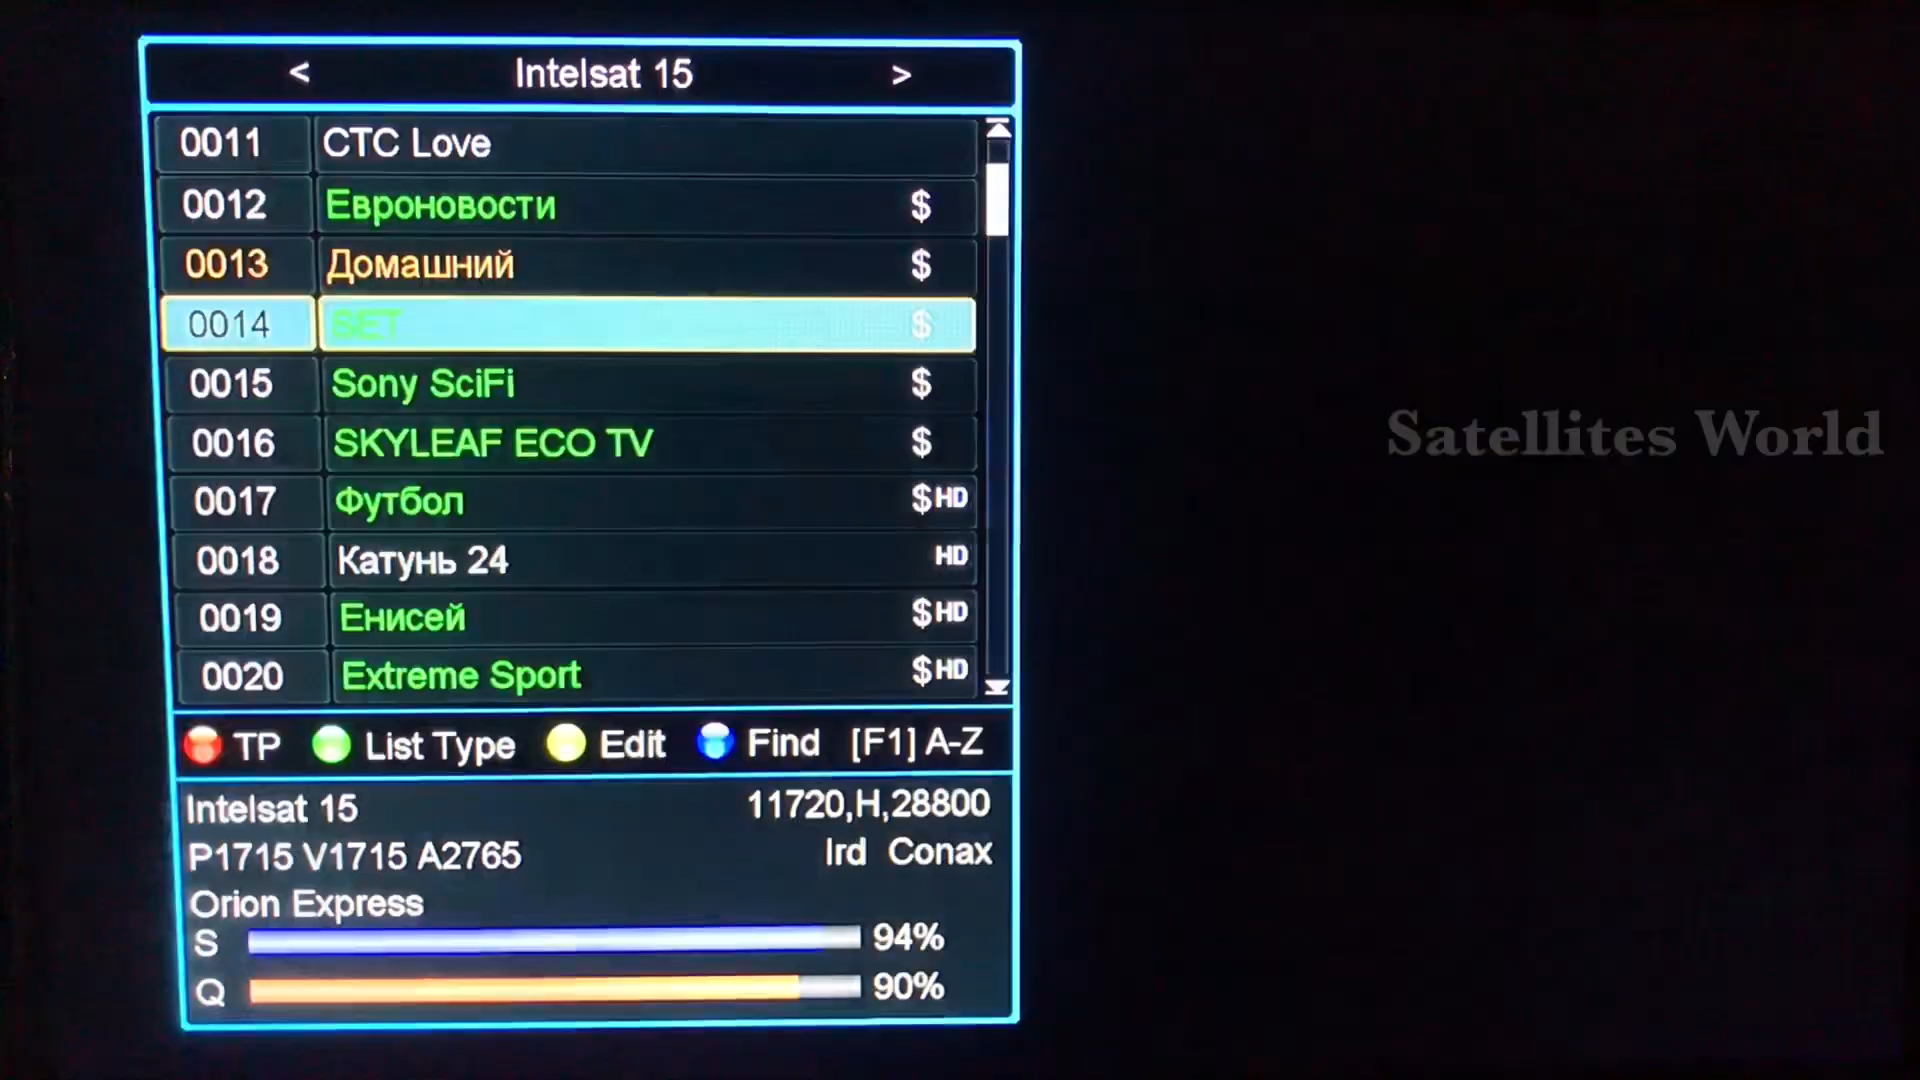 < Intelsat 15 >
0011 СТС Love
0012 Евроновости $
0013 Домашний $
0014 SET $
0015 Sony SciFi $
0016 SKYLEAF ECO TV $
0017 Футбол $ HD
0018 Катунь 24 HD
0019 Енисей $ HD
0020 Extreme Sport $ HD
TP List Type Edit Find [F1] A-Z
Intelsat 15 11720,H,28800
P1715 V1715 A2765 Ird Conax
Orion Express
S 94%
Q 90%
Satellites World